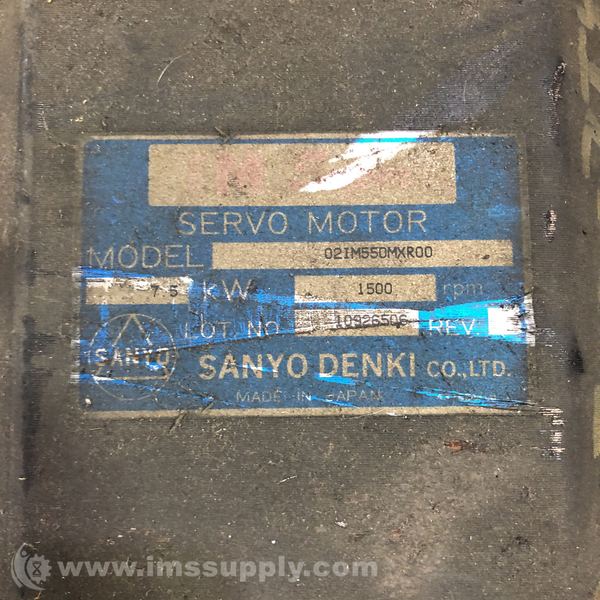 SERVO MOTOR
MODEL 02IM550MXR00
7.5 KW 1500 rpm
LOT. NO. 10926506 REV.
SANYO
SANYO DENKI CO.,LTD.
MADE IN JAPAN
www.imssupply.com